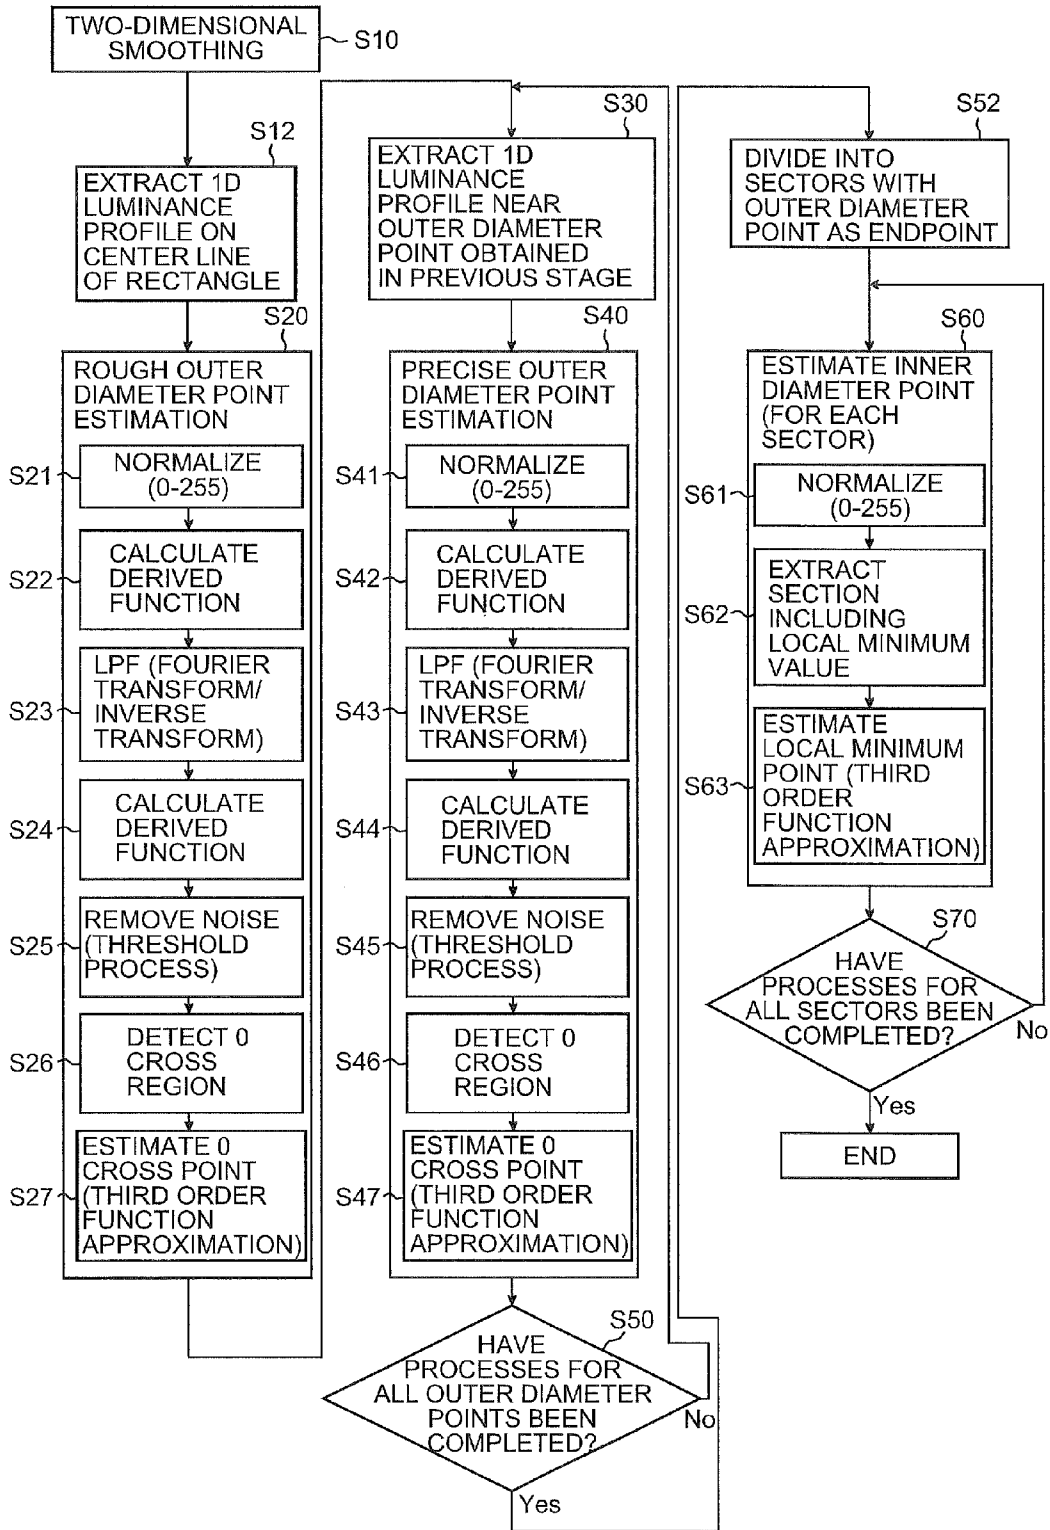 TWO-DIMENSIONAL
SMOOTHING
S10
S12
EXTRACT 1D
LUMINANCE
PROFILE ON
CENTER LINE
OF RECTANGLE
S20
ROUGH OUTER
DIAMETER POINT
ESTIMATION
S21
NORMALIZE
(0-255)
S22
CALCULATE
DERIVED
FUNCTION
S23
LPF (FOURIER
TRANSFORM/
INVERSE
TRANSFORM)
S24
CALCULATE
DERIVED
FUNCTION
S25
REMOVE NOISE
(THRESHOLD
PROCESS)
S26
DETECT 0
CROSS
REGION
S27
ESTIMATE 0
CROSS POINT
(THIRD ORDER
FUNCTION
APPROXIMATION)
S30
EXTRACT 1D
LUMINANCE
PROFILE NEAR
OUTER DIAMETER
POINT OBTAINED
IN PREVIOUS STAGE
S40
PRECISE OUTER
DIAMETER POINT
ESTIMATION
S41
NORMALIZE
(0-255)
S42
CALCULATE
DERIVED
FUNCTION
S43
LPF (FOURIER
TRANSFORM/
INVERSE
TRANSFORM)
S44
CALCULATE
DERIVED
FUNCTION
S45
REMOVE NOISE
(THRESHOLD
PROCESS)
S46
DETECT 0
CROSS
REGION
S47
ESTIMATE 0
CROSS POINT
(THIRD ORDER
FUNCTION
APPROXIMATION)
S50
HAVE
PROCESSES FOR
ALL OUTER DIAMETER
POINTS BEEN
COMPLETED?
No
Yes
S52
DIVIDE INTO
SECTORS WITH
OUTER DIAMETER
POINT AS ENDPOINT
S60
ESTIMATE INNER
DIAMETER POINT
(FOR EACH
SECTOR)
S61
NORMALIZE
(0-255)
S62
EXTRACT
SECTION
INCLUDING
LOCAL MINIMUM
VALUE
S63
ESTIMATE
LOCAL MINIMUM
POINT (THIRD
ORDER
FUNCTION
APPROXIMATION)
S70
HAVE
PROCESSES FOR
ALL SECTORS BEEN
COMPLETED?
No
Yes
END